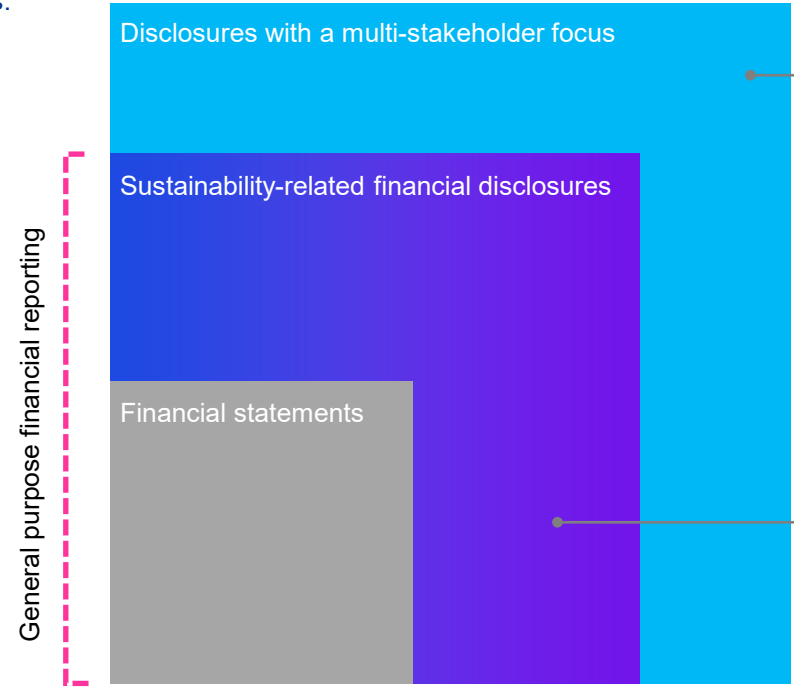 Disclosures with a multi-stakeholder focus
Sustainability-related financial disclosures
General purpose financial reporting
Financial statements